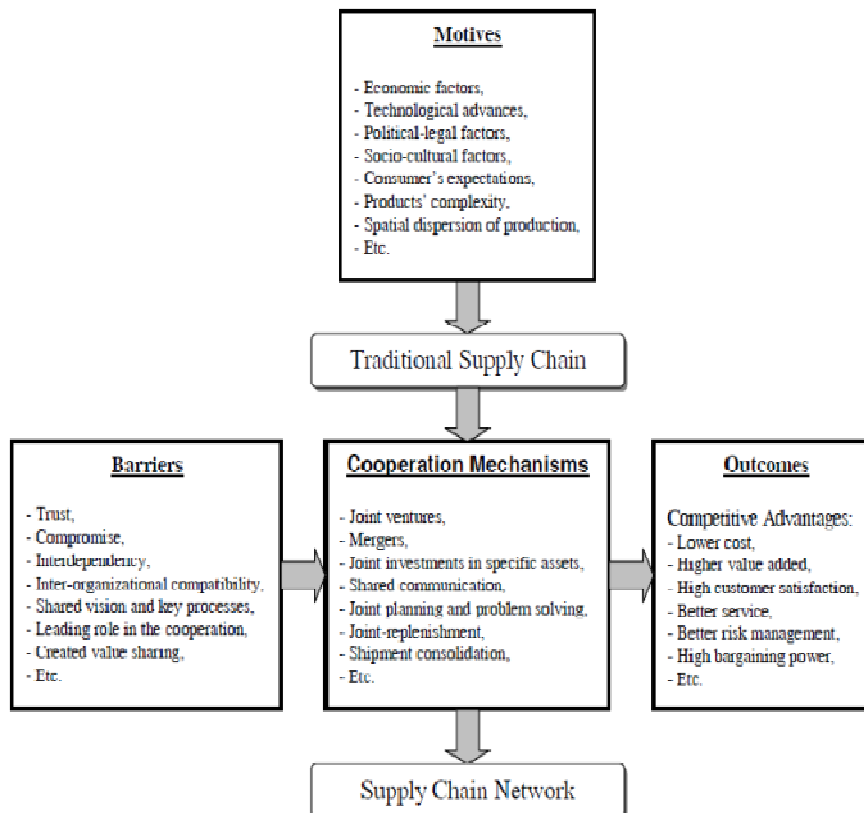 Motives
- Economic factors,
- Technological advances,
- Political-legal factors,
- Socio-cultural factors,
- Consumer's expectations,
- Products' complexity,
- Spatial dispersion of production,
- Etc.
Traditional Supply Chain
Barriers
- Trust,
- Compromise,
- Interdependency,
- Inter-organizational compatibility,
- Shared vision and key processes,
- Leading role in the cooperation,
- Created value sharing,
- Etc.
Cooperation Mechanisms
- Joint ventures,
- Mergers,
- Joint investments in specific assets,
- Shared communication,
- Joint planning and problem solving,
- Joint-replenishment,
- Shipment consolidation,
- Etc.
Outcomes
Competitive Advantages:
- Lower cost,
- Higher value added,
- High customer satisfaction,
- Better service,
- Better risk management,
- High bargaining power,
- Etc.
Supply Chain Network